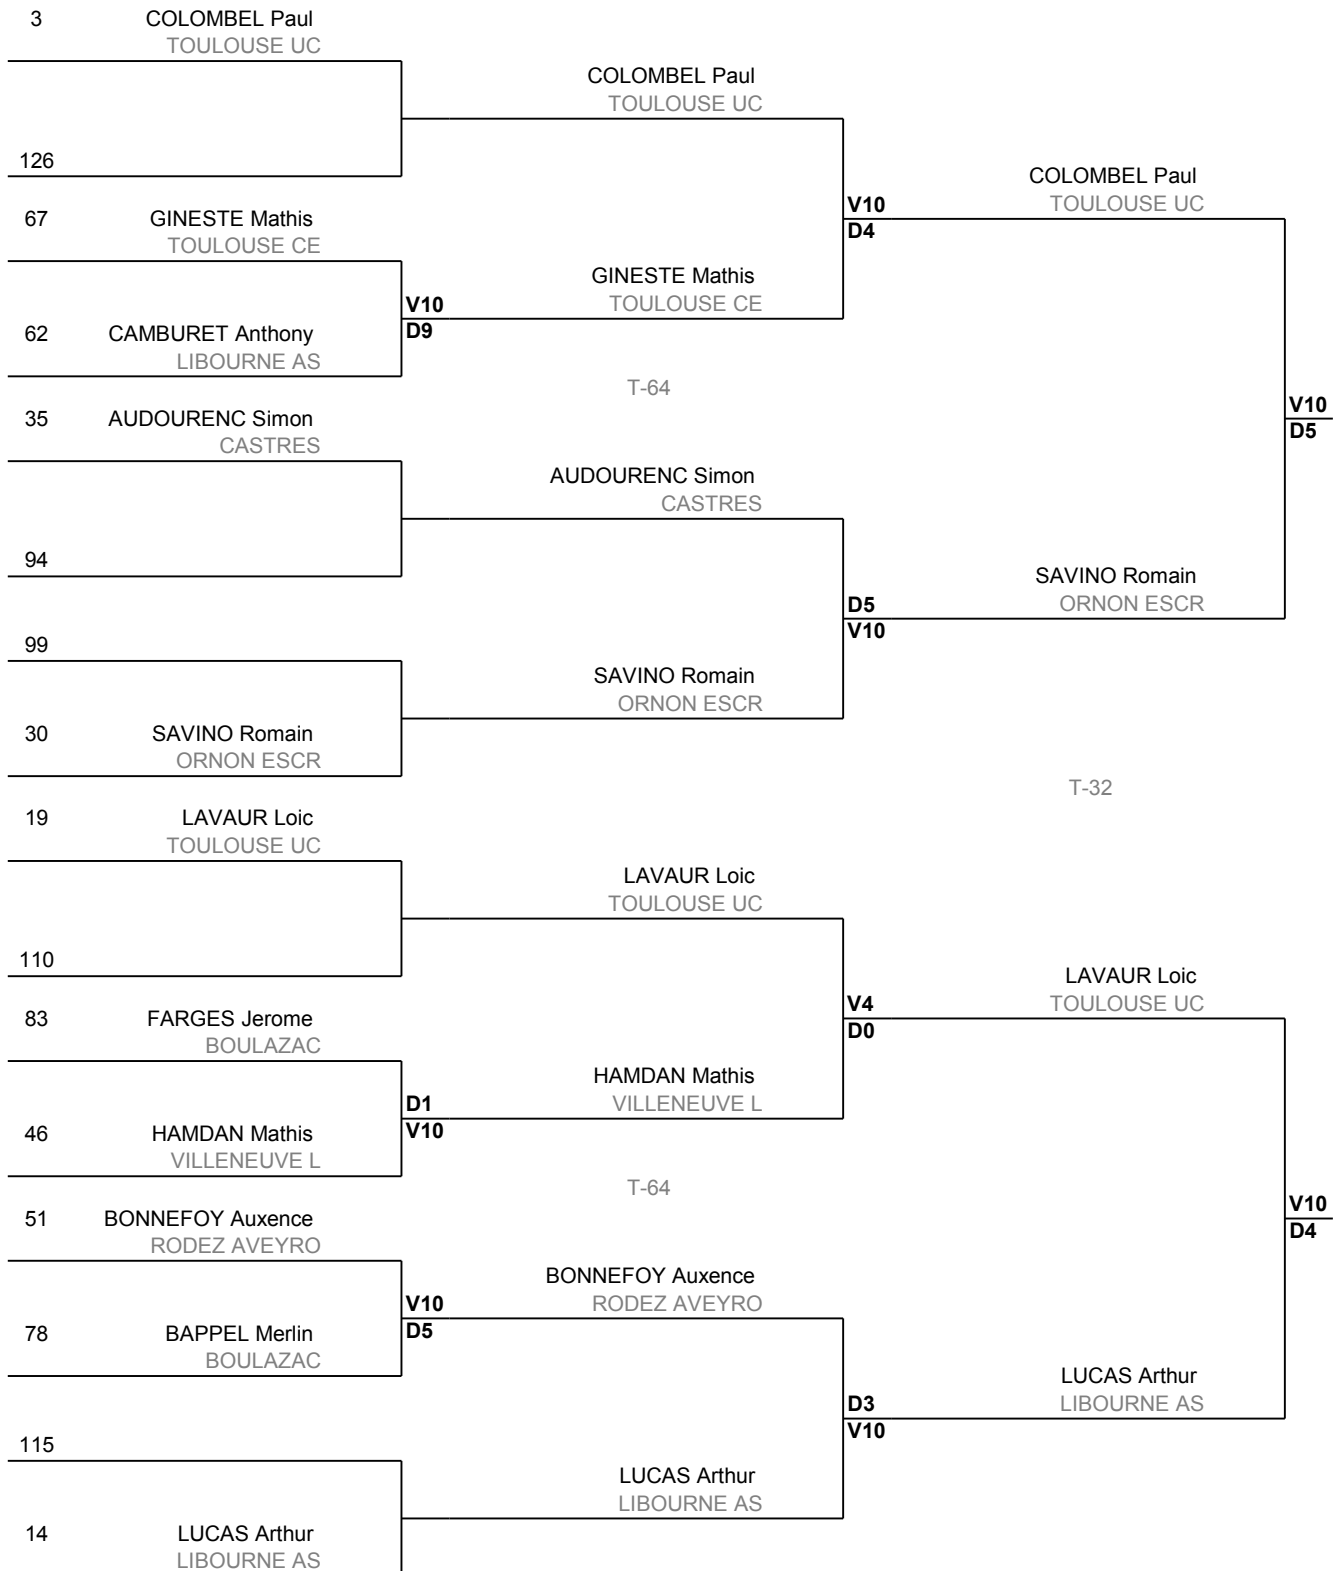 3 COLOMBEL Paul
TOULOUSE UC
126
67 GINESTE Mathis
TOULOUSE CE
62 CAMBURET Anthony
LIBOURNE AS
35 AUDOURENC Simon
CASTRES
94
99
30 SAVINO Romain
ORNON ESCR
19 LAVAUR Loic
TOULOUSE UC
110
83 FARGES Jerome
BOULAZAC
46 HAMDAN Mathis
VILLENEUVE L
51 BONNEFOY Auxence
RODEZ AVEYRO
78 BAPPEL Merlin
BOULAZAC
115
14 LUCAS Arthur
LIBOURNE AS
COLOMBEL Paul
TOULOUSE UC
GINESTE Mathis
TOULOUSE CE
V10
D9
T-64
AUDOURENC Simon
CASTRES
SAVINO Romain
ORNON ESCR
LAVAUR Loic
TOULOUSE UC
HAMDAN Mathis
VILLENEUVE L
D1
V10
T-64
BONNEFOY Auxence
RODEZ AVEYRO
V10
D5
LUCAS Arthur
LIBOURNE AS
COLOMBEL Paul
TOULOUSE UC
V10
D4
SAVINO Romain
ORNON ESCR
D5
V10
T-32
LAVAUR Loic
TOULOUSE UC
V4
D0
LUCAS Arthur
LIBOURNE AS
D3
V10
V10
D5
V10
D4